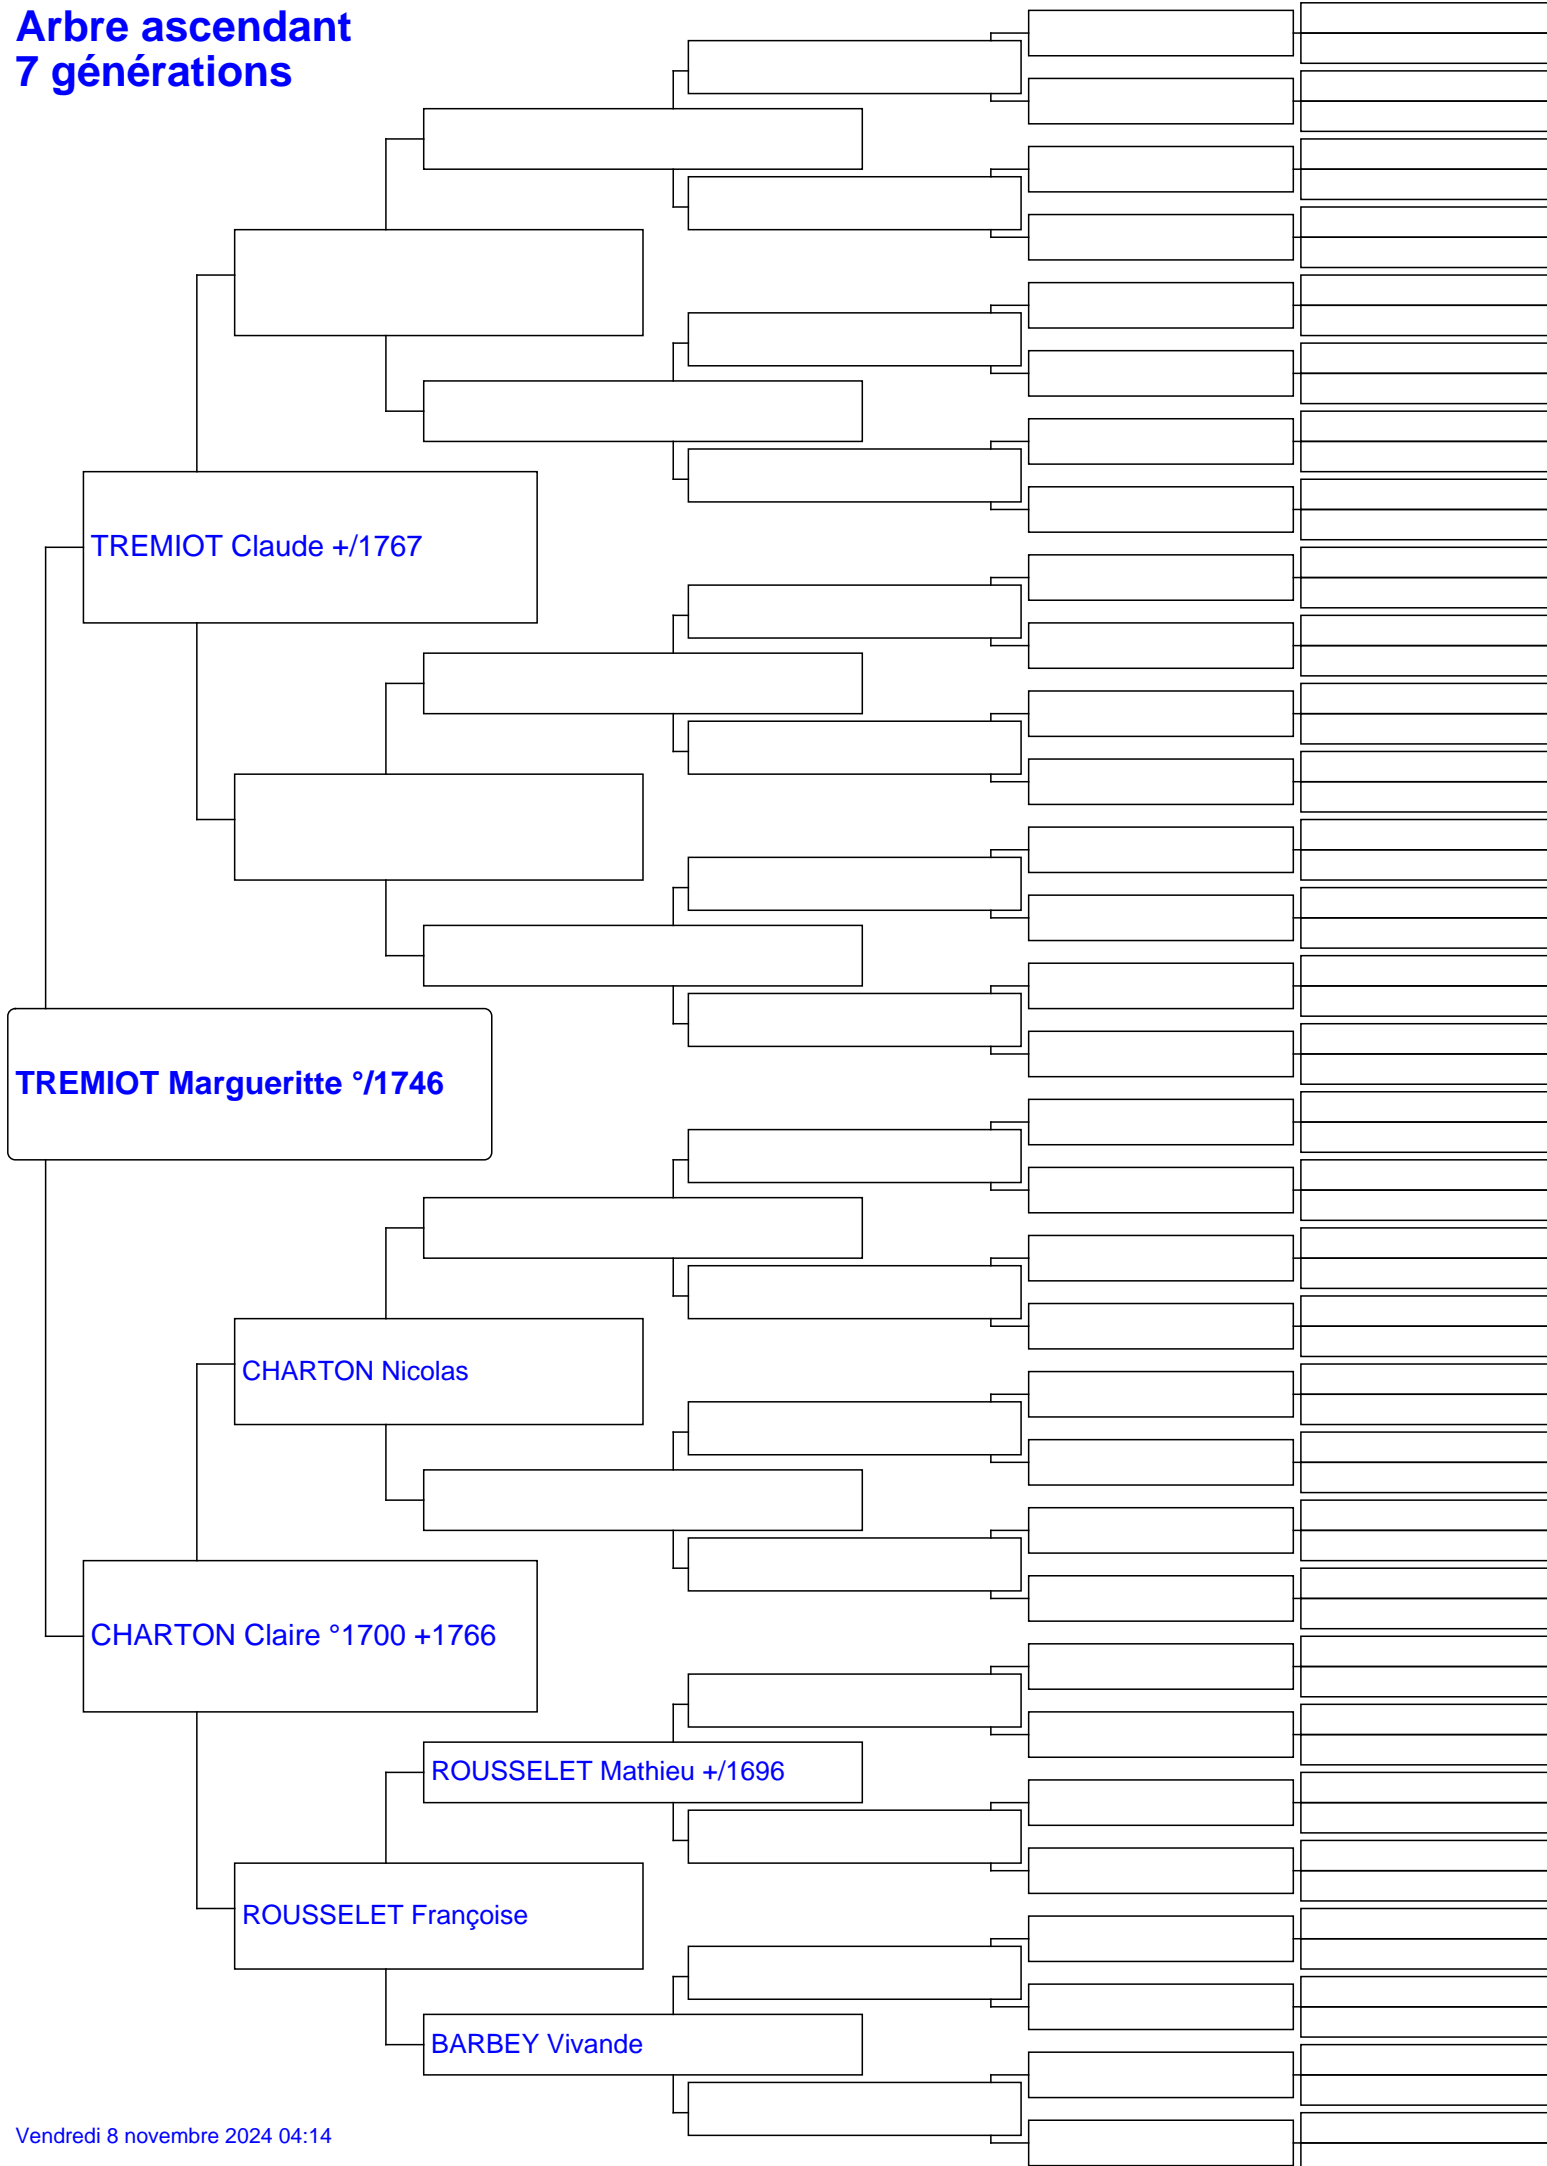 Arbre ascendant
7 générations
TREMIOT Claude +/1767
TREMIOT Margueritte °/1746
CHARTON Nicolas
CHARTON Claire °1700 +1766
ROUSSELET Mathieu +/1696
ROUSSELET Françoise
BARBEY Vivande
Vendredi 8 novembre 2024 04:14